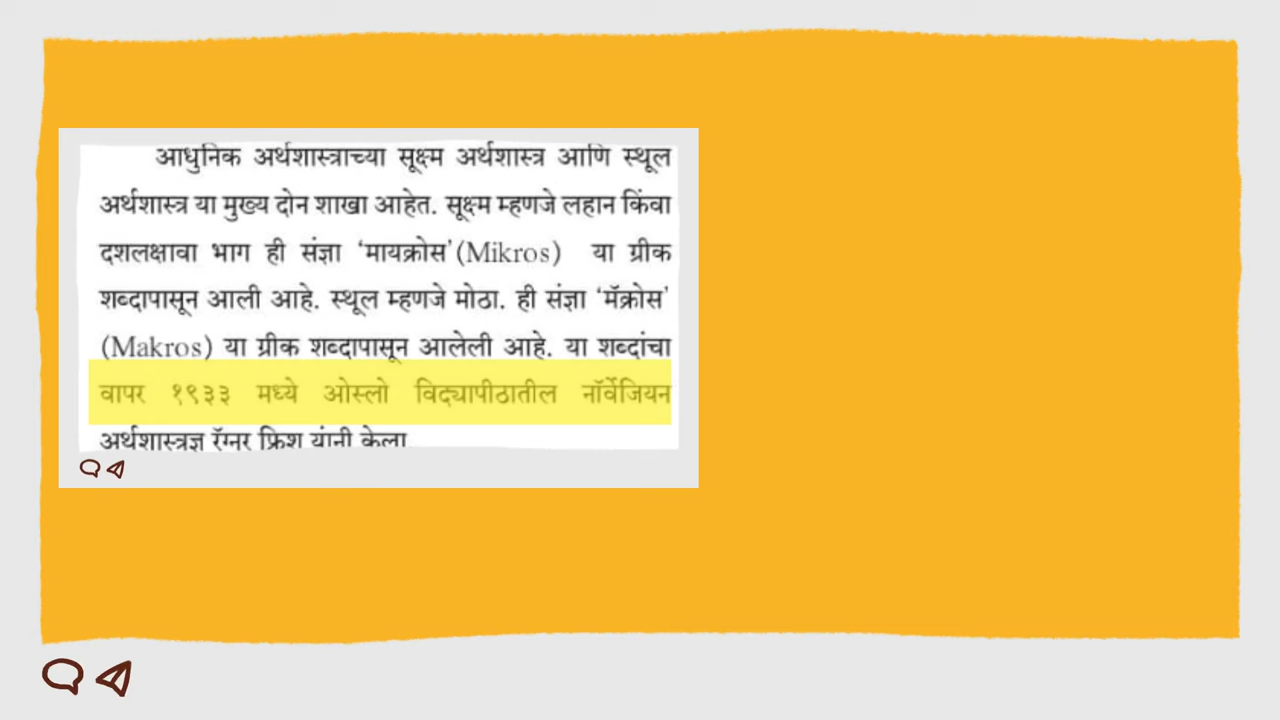 आधुनिक अर्थशास्त्राच्या सूक्ष्म अर्थशास्त्र आणि स्थूल
अर्थशास्त्र या मुख्य दोन शाखा आहेत. सूक्ष्म म्हणजे लहान किंवा
दशलक्षावा भाग ही संज्ञा ‘मायक्रोस’(Mikros) या ग्रीक
शब्दापासून आली आहे. स्थूल म्हणजे मोठा. ही संज्ञा ‘मॅक्रोस’
(Makros) या ग्रीक शब्दापासून आलेली आहे. या शब्दांचा
वापर १९३३ मध्ये ओस्लो विद्यापीठातील नॉर्वेजियन
अर्थशास्त्रज्ञ रॅग्नर फ्रिश यांनी केला